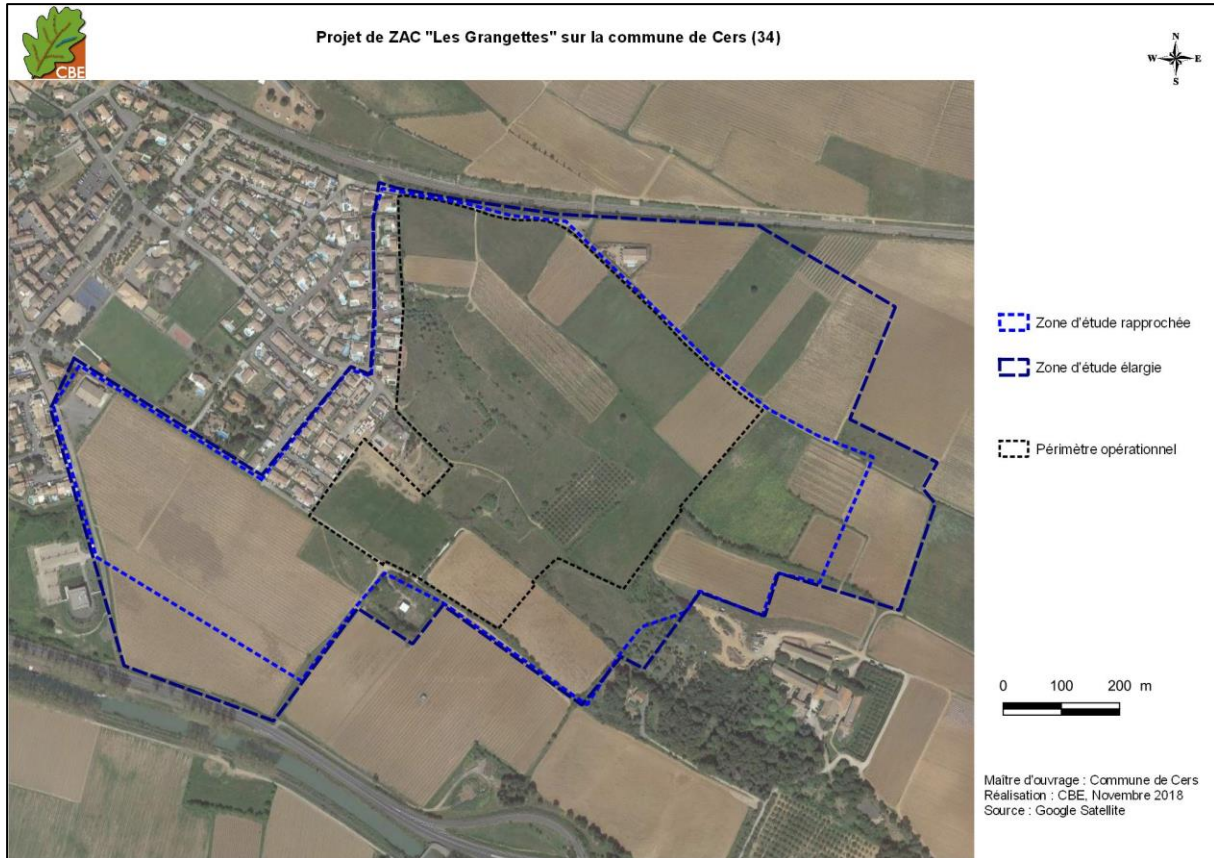 Projet de ZAC "Les Grangettes" sur la commune de Cers (34)
CBE
N
W E
S
Zone d'étude rapprochée
Zone d'étude élargie
Périmètre opérationnel
0 100 200 m
Maître d'ouvrage : Commune de Cers
Réalisation : CBE, Novembre 2018
Source : Google Satellite